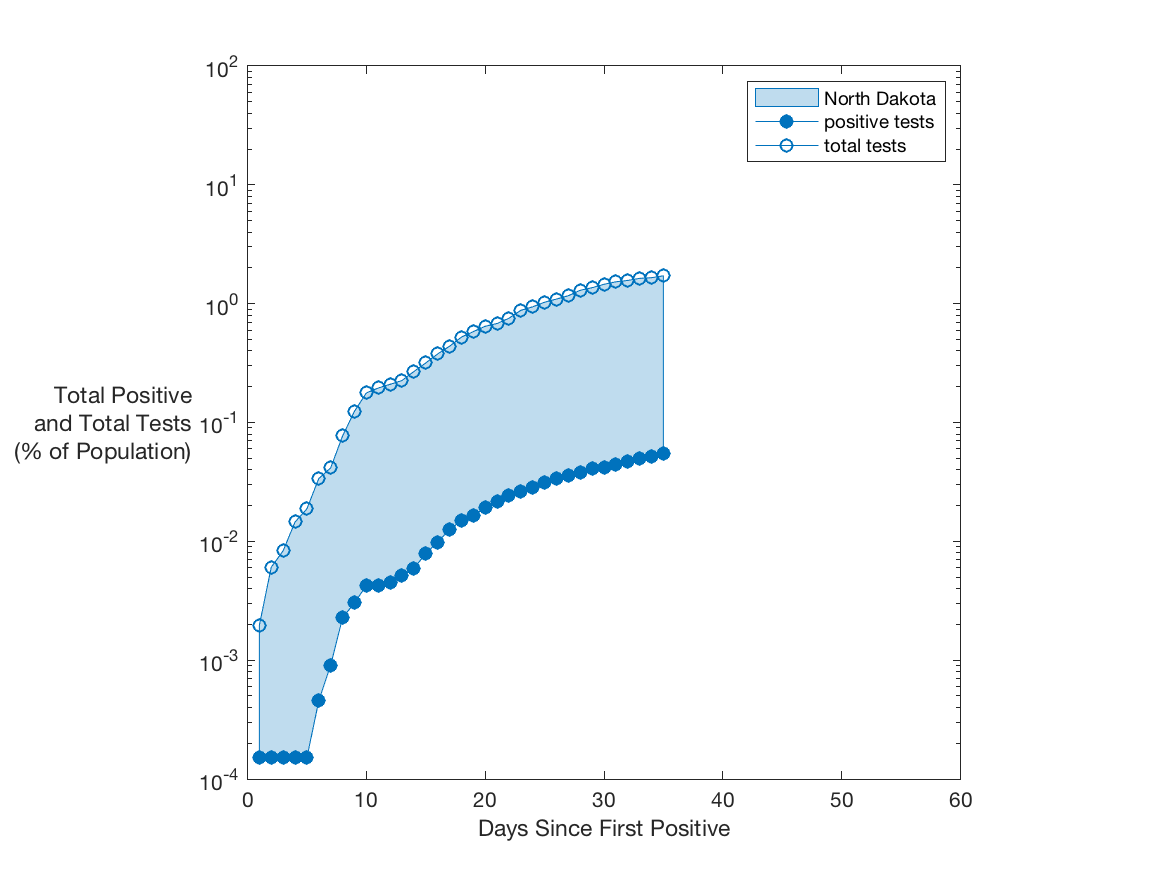 10^2
10^1
10^0
10^-1
10^-2
10^-3
10^-4
Total Positive
and Total Tests
(% of Population)
North Dakota
positive tests
total tests
0 10 20 30 40 50 60
Days Since First Positive